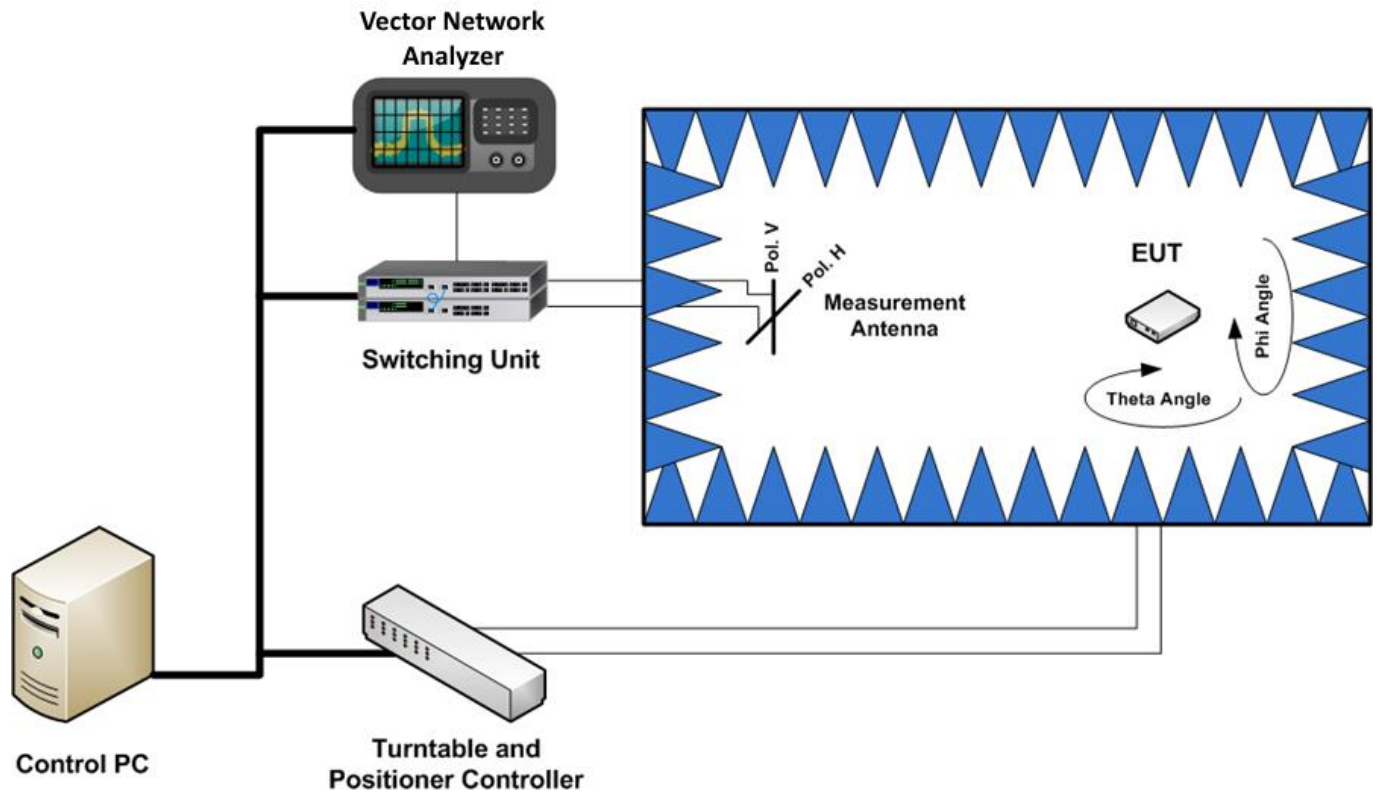 Vector Network
Analyzer
Switching Unit
Pol. V
Pol. H
Measurement
Antenna
EUT
Phi Angle
Theta Angle
Control PC
Turntable and
Positioner Controller